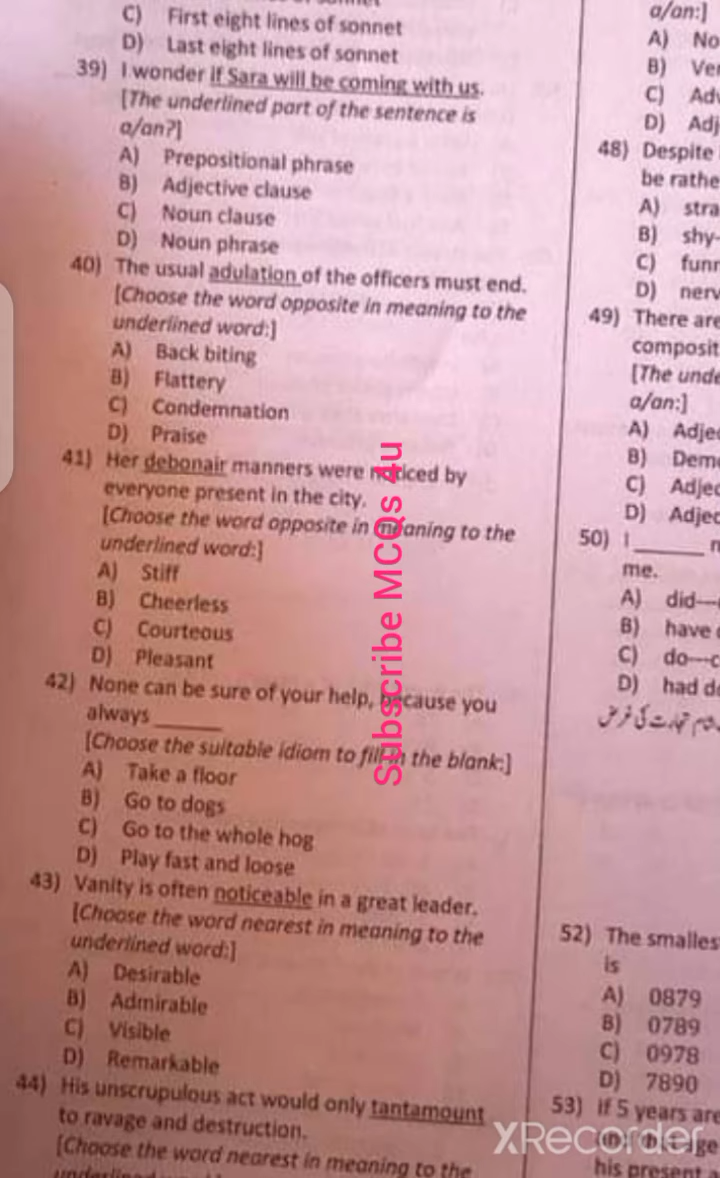 C) First eight lines of sonnet
D) Last eight lines of sonnet
39) I wonder if Sara will be coming with us.
[The underlined part of the sentence is
a/an?]
A) Prepositional phrase
B) Adjective clause
C) Noun clause
D) Noun phrase
40) The usual adulation of the officers must end.
[Choose the word opposite in meaning to the
underlined word:]
A) Back biting
B) Flattery
C) Condemnation
D) Praise
41) Her debonair manners were noticed by
everyone present in the city.
[Choose the word opposite in meaning to the
underlined word:]
A) Stiff
B) Cheerless
C) Courteous
D) Pleasant
42) None can be sure of your help, because you
always ______
[Choose the suitable idiom to fill in the blank:]
A) Take a floor
B) Go to dogs
C) Go to the whole hog
D) Play fast and loose
43) Vanity is often noticeable in a great leader.
[Choose the word nearest in meaning to the
underlined word:]
A) Desirable
B) Admirable
C) Visible
D) Remarkable
44) His unscrupulous act would only tantamount
to ravage and destruction.
[Choose the word nearest in meaning to the
a/an:]
A) No
B) Ver
C) Adv
D) Adj
48) Despite
be rathe
A) stra
B) shy-
C) funr
D) nerv
49) There are
composit
[The unde
a/an:]
A) Adjec
B) Dem
C) Adjec
D) Adjec
50) I ______
me.
A) did---
B) have
C) do---c
D) had d
52) The smalles
is
A) 0879
B) 0789
C) 0978
D) 7890
53) If 5 years are
his present
Subscribe MCQs 4u
XRecorder